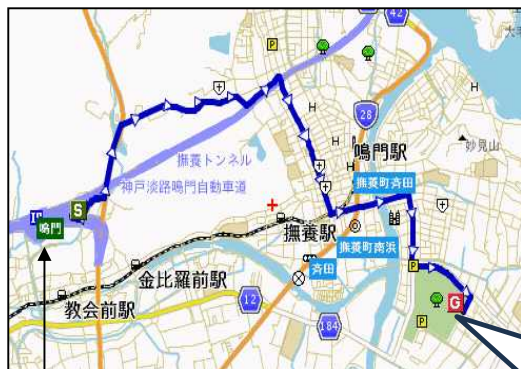 42
P
H
H
28
鳴門駅
妙見山
撫養トンネル
神戸淡路鳴門自動車道
撫養町斉田
H
S
鳴門
撫養駅
撫養町南浜
金比羅前駅
斉田
P
G
教会前駅
12
184
P